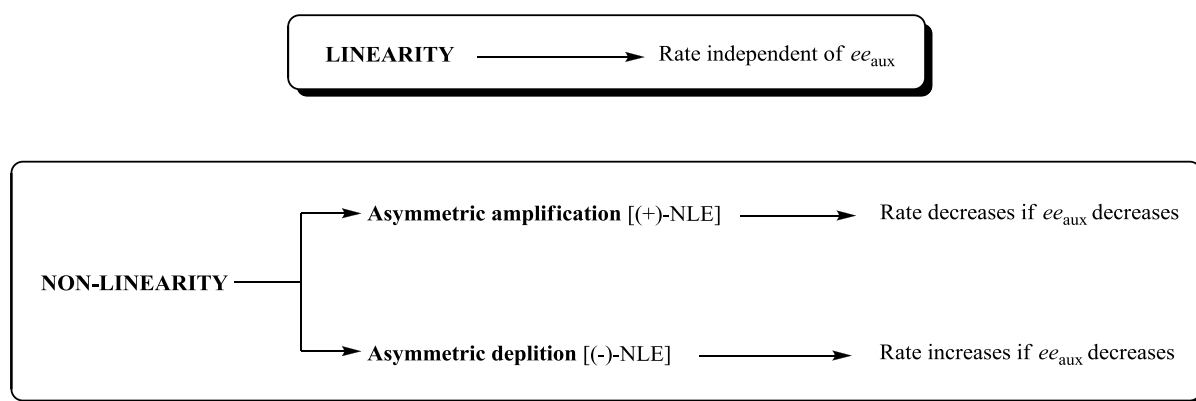 LINEARITY Rate independent of ee_aux
Asymmetric amplification [(+)-NLE] Rate decreases if ee_aux decreases
NON-LINEARITY
Asymmetric deplition [(-)-NLE] Rate increases if ee_aux decreases